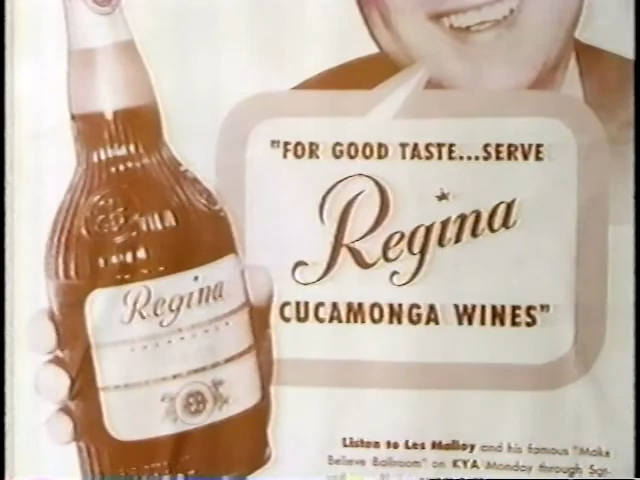 "FOR GOOD TASTE...SERVE
Regina
CUCAMONGA WINES"
Regina
Listen to Les Malloy and his famous "Make
Believe Ballroom" on KYA Monday through Sat-